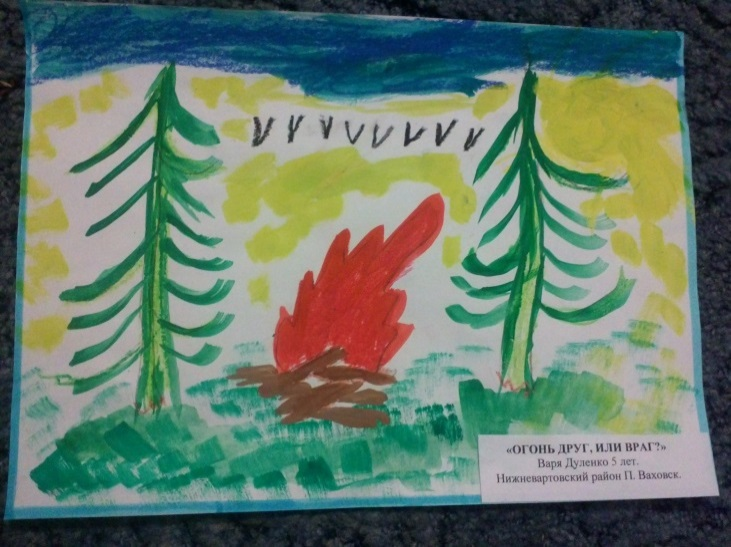 «ОГОНЬ ДРУГ, ИЛИ ВРАГ?»
Варя Дуленко 5 лет.
Нижневартовский район П. Ваховск.